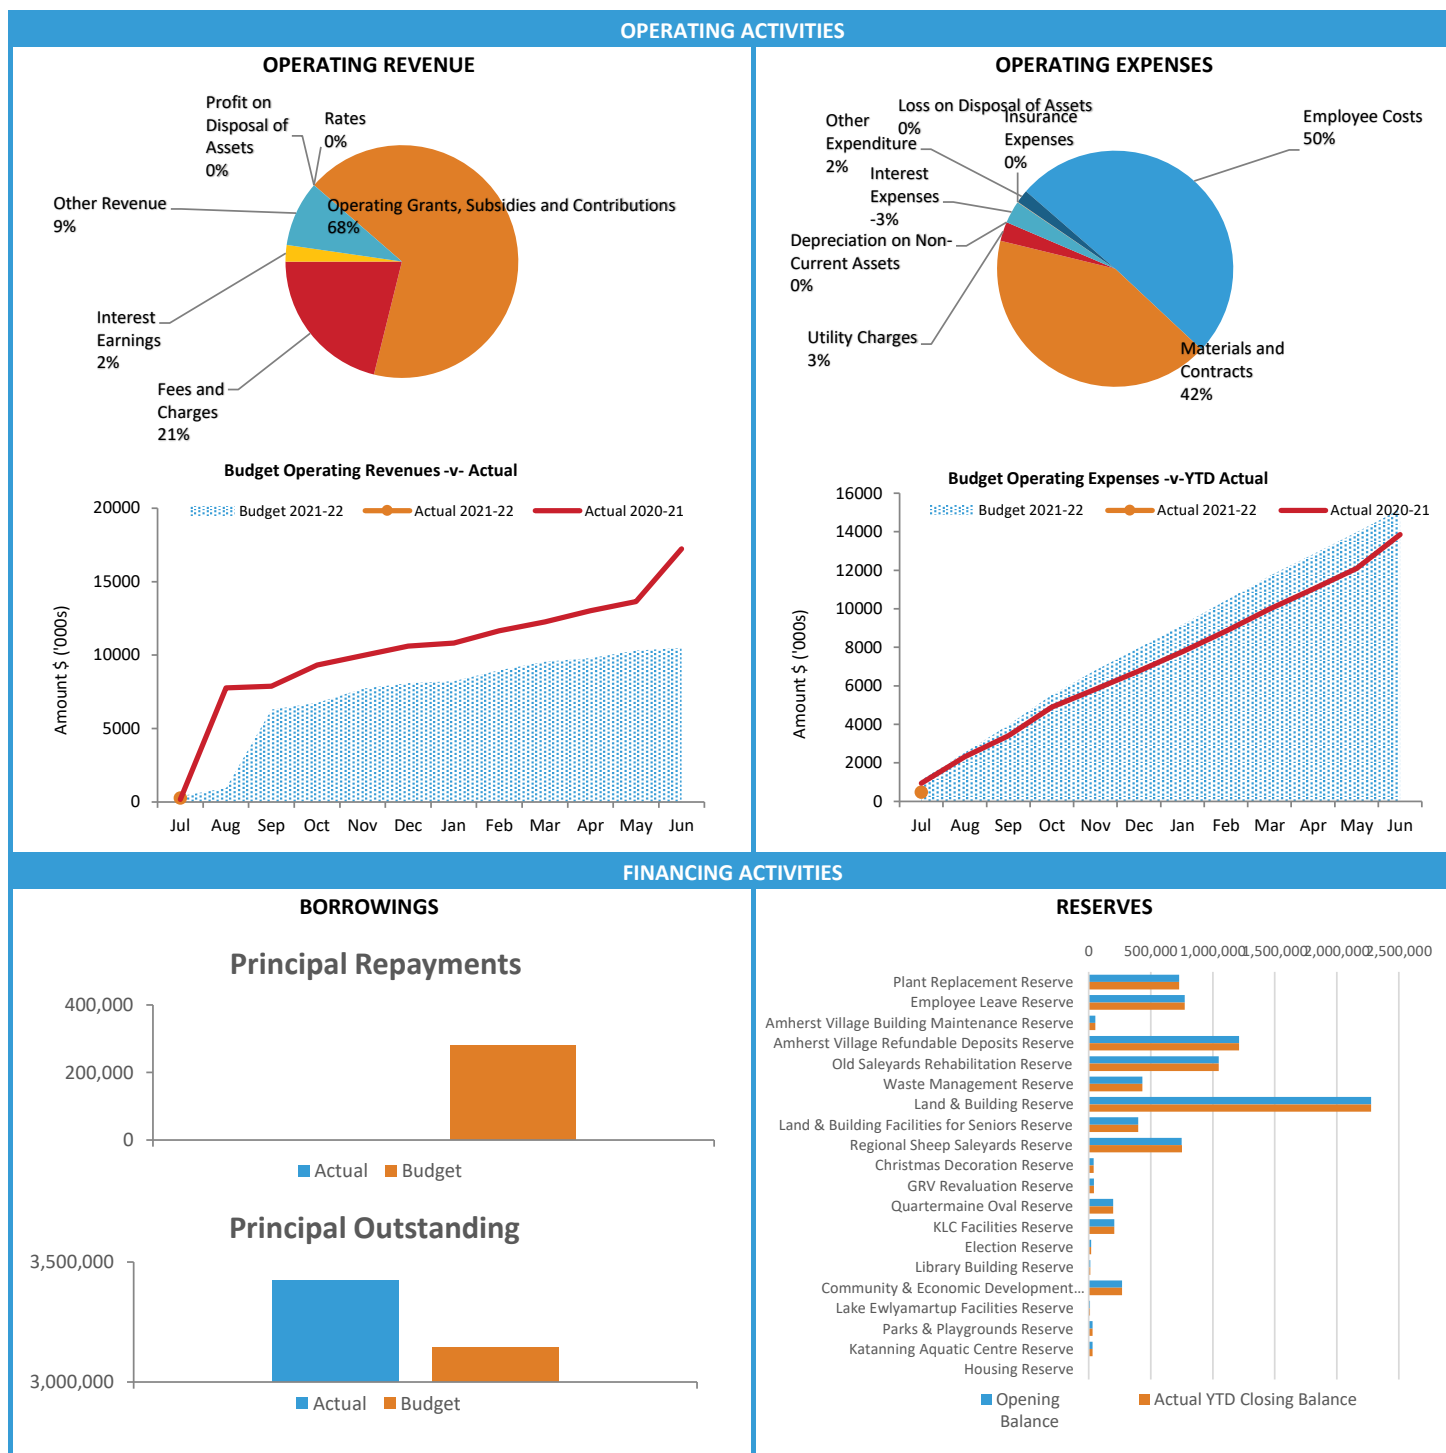 OPERATING ACTIVITIES
OPERATING REVENUE
Profit on
Disposal of
Assets
0%
Rates
0%
Other Revenue
9%
Operating Grants, Subsidies and Contributions
68%
Interest
Earnings
2%
Fees and
Charges
21%
OPERATING EXPENSES
Loss on Disposal of Assets
0%
Other
Expenditure
2%
Insurance
Expenses
0%
Employee Costs
50%
Interest
Expenses
-3%
Depreciation on Non-
Current Assets
0%
Utility Charges
3%
Materials and
Contracts
42%
Budget Operating Revenues -v- Actual
Budget 2021-22 Actual 2021-22 Actual 2020-21
Amount $ ('000s)
20000
15000
10000
5000
0
Jul Aug Sep Oct Nov Dec Jan Feb Mar Apr May Jun
Budget Operating Expenses -v-YTD Actual
Budget 2021-22 Actual 2021-22 Actual 2020-21
Amount $ ('000s)
16000
14000
12000
10000
8000
6000
4000
2000
0
Jul Aug Sep Oct Nov Dec Jan Feb Mar Apr May Jun
FINANCING ACTIVITIES
BORROWINGS
Principal Repayments
400,000
200,000
0
Actual Budget
Principal Outstanding
3,500,000
3,000,000
Actual Budget
RESERVES
0 500,000 1,000,000 1,500,000 2,000,000 2,500,000
Plant Replacement Reserve
Employee Leave Reserve
Amherst Village Building Maintenance Reserve
Amherst Village Refundable Deposits Reserve
Old Saleyards Rehabilitation Reserve
Waste Management Reserve
Land & Building Reserve
Land & Building Facilities for Seniors Reserve
Regional Sheep Saleyards Reserve
Christmas Decoration Reserve
GRV Revaluation Reserve
Quartermaine Oval Reserve
KLC Facilities Reserve
Election Reserve
Library Building Reserve
Community & Economic Development...
Lake Ewlyamartup Facilities Reserve
Parks & Playgrounds Reserve
Katanning Aquatic Centre Reserve
Housing Reserve
Opening
Balance
Actual YTD Closing Balance